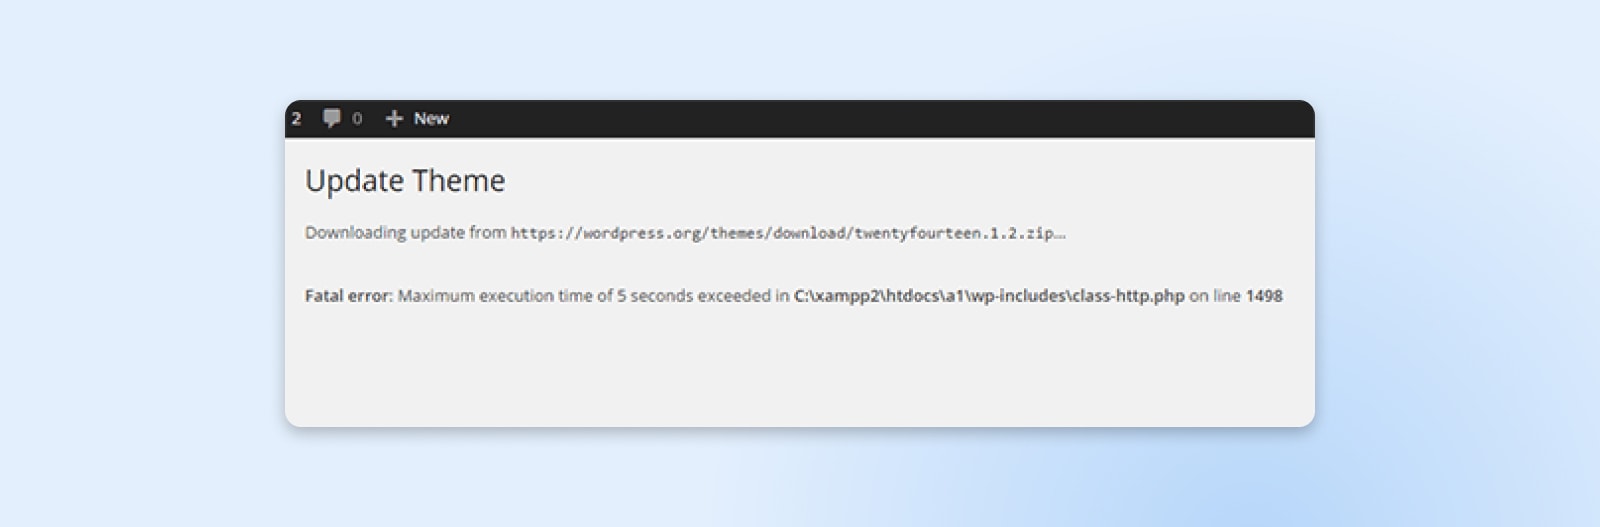 2 0 New
Update Theme
Downloading update from https://wordpress.org/themes/download/twentyfourteen.1.2.zip…
Fatal error: Maximum execution time of 5 seconds exceeded in C:\xampp2\htdocs\a1\wp-includes\class-http.php on line 1498